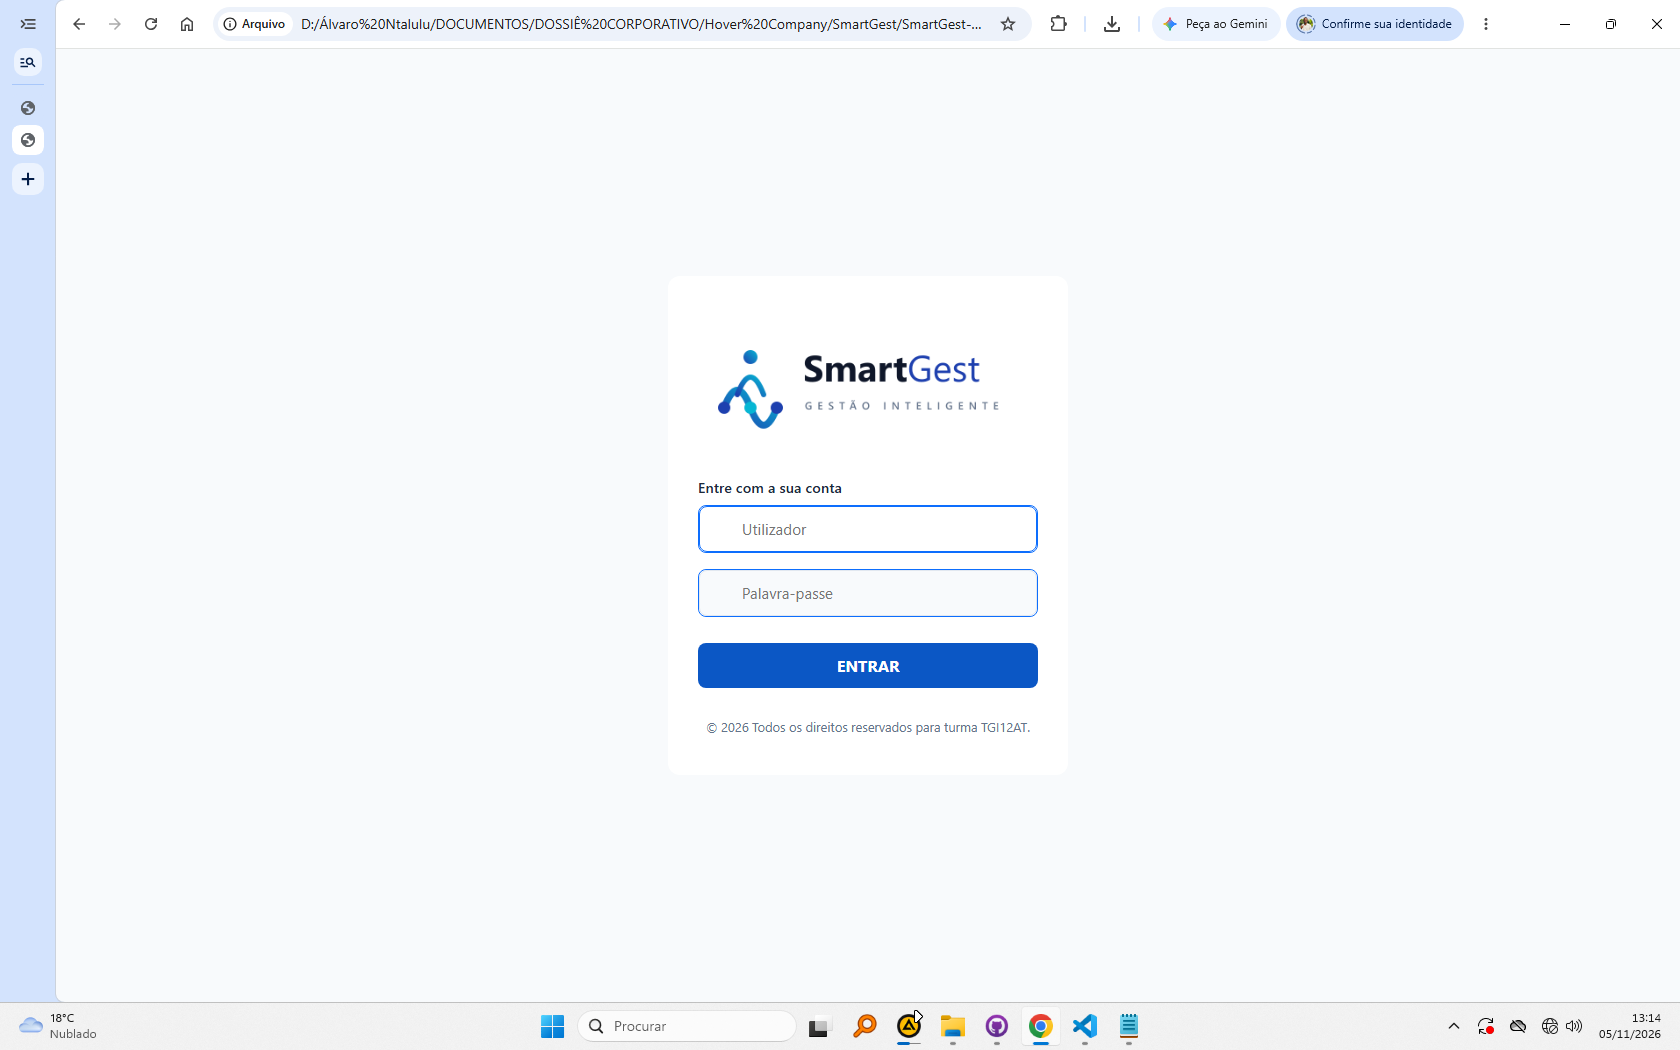 Arquivo
D:/Álvaro%20Ntalulu/DOCUMENTOS/DOSSIÊ%20CORPORATIVO/Hover%20Company/SmartGest/SmartGest-...
Peça ao Gemini
Confirme sua identidade
SmartGest
GESTÃO INTELIGENTE
Entre com a sua conta
Utilizador
Palavra-passe
ENTRAR
© 2026 Todos os direitos reservados para turma TGI12AT.
18°C
Nublado
Procurar
13:14
05/11/2026